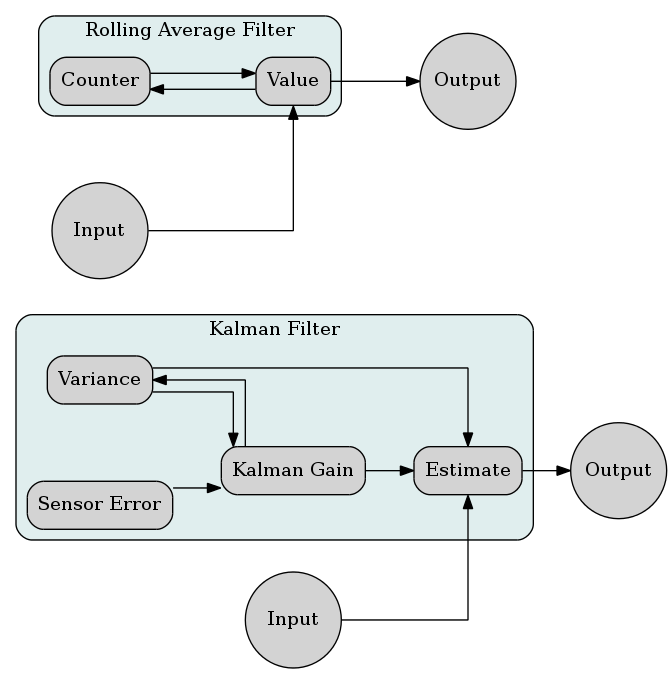 Rolling Average Filter
Counter
Value
Output
Input
Kalman Filter
Variance
Kalman Gain
Estimate
Output
Sensor Error
Input